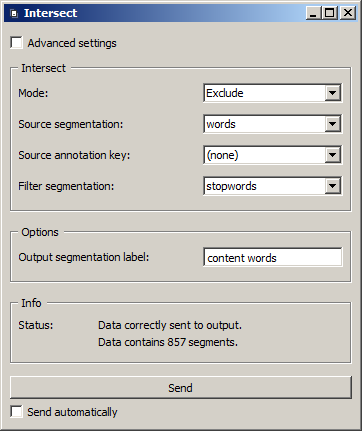 Intersect
Advanced settings
Intersect
Mode: Exclude
Source segmentation: words
Source annotation key: (none)
Filter segmentation: stopwords
Options
Output segmentation label: content words
Info
Status: Data correctly sent to output.
Data contains 857 segments.
Send
Send automatically